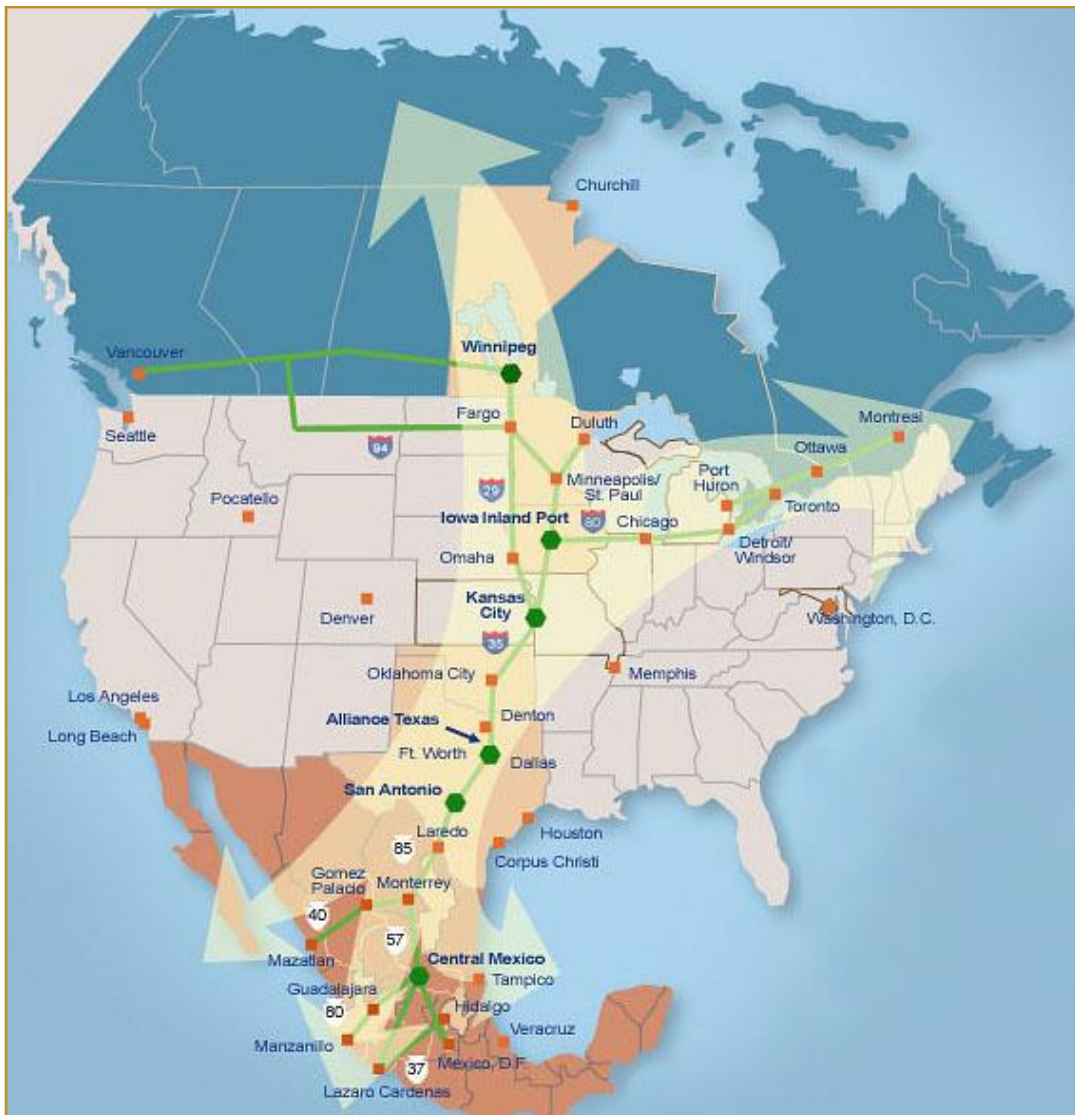 Churchill
Winnipeg
Vancouver
Fargo
Seattle
Duluth
Montreal
94
Ottawa
Port
Huron
Pocatello
29
Minneapolis/
St. Paul
Toronto
Iowa Inland Port
80
Chicago
Detroit/
Windsor
Omaha
Kansas
City
Denver
Washington, D.C.
35
Oklahoma City
Memphis
Los Angeles
Long Beach
Alliance Texas
Denton
Ft. Worth
Dallas
San Antonio
Laredo
Houston
85
Corpus Christi
Gomez
Palacio
Monterrey
40
57
Mazatlan
Central Mexico
Tampico
Guadalajara
80
Hidalgo
Manzanillo
Veracruz
37
Mexico, D.F.
Lazaro Cardenas